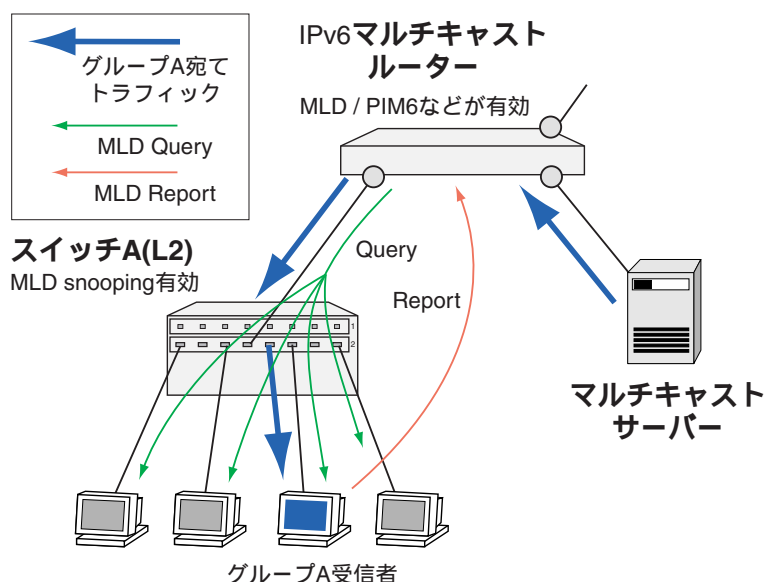 グループA宛て
トラフィック
MLD Query
MLD Report
IPv6マルチキャスト
ルーター
MLD / PIM6などが有効
スイッチA(L2)
MLD snooping有効
Query
Report
1
2
マルチキャスト
サーバー
グループA受信者